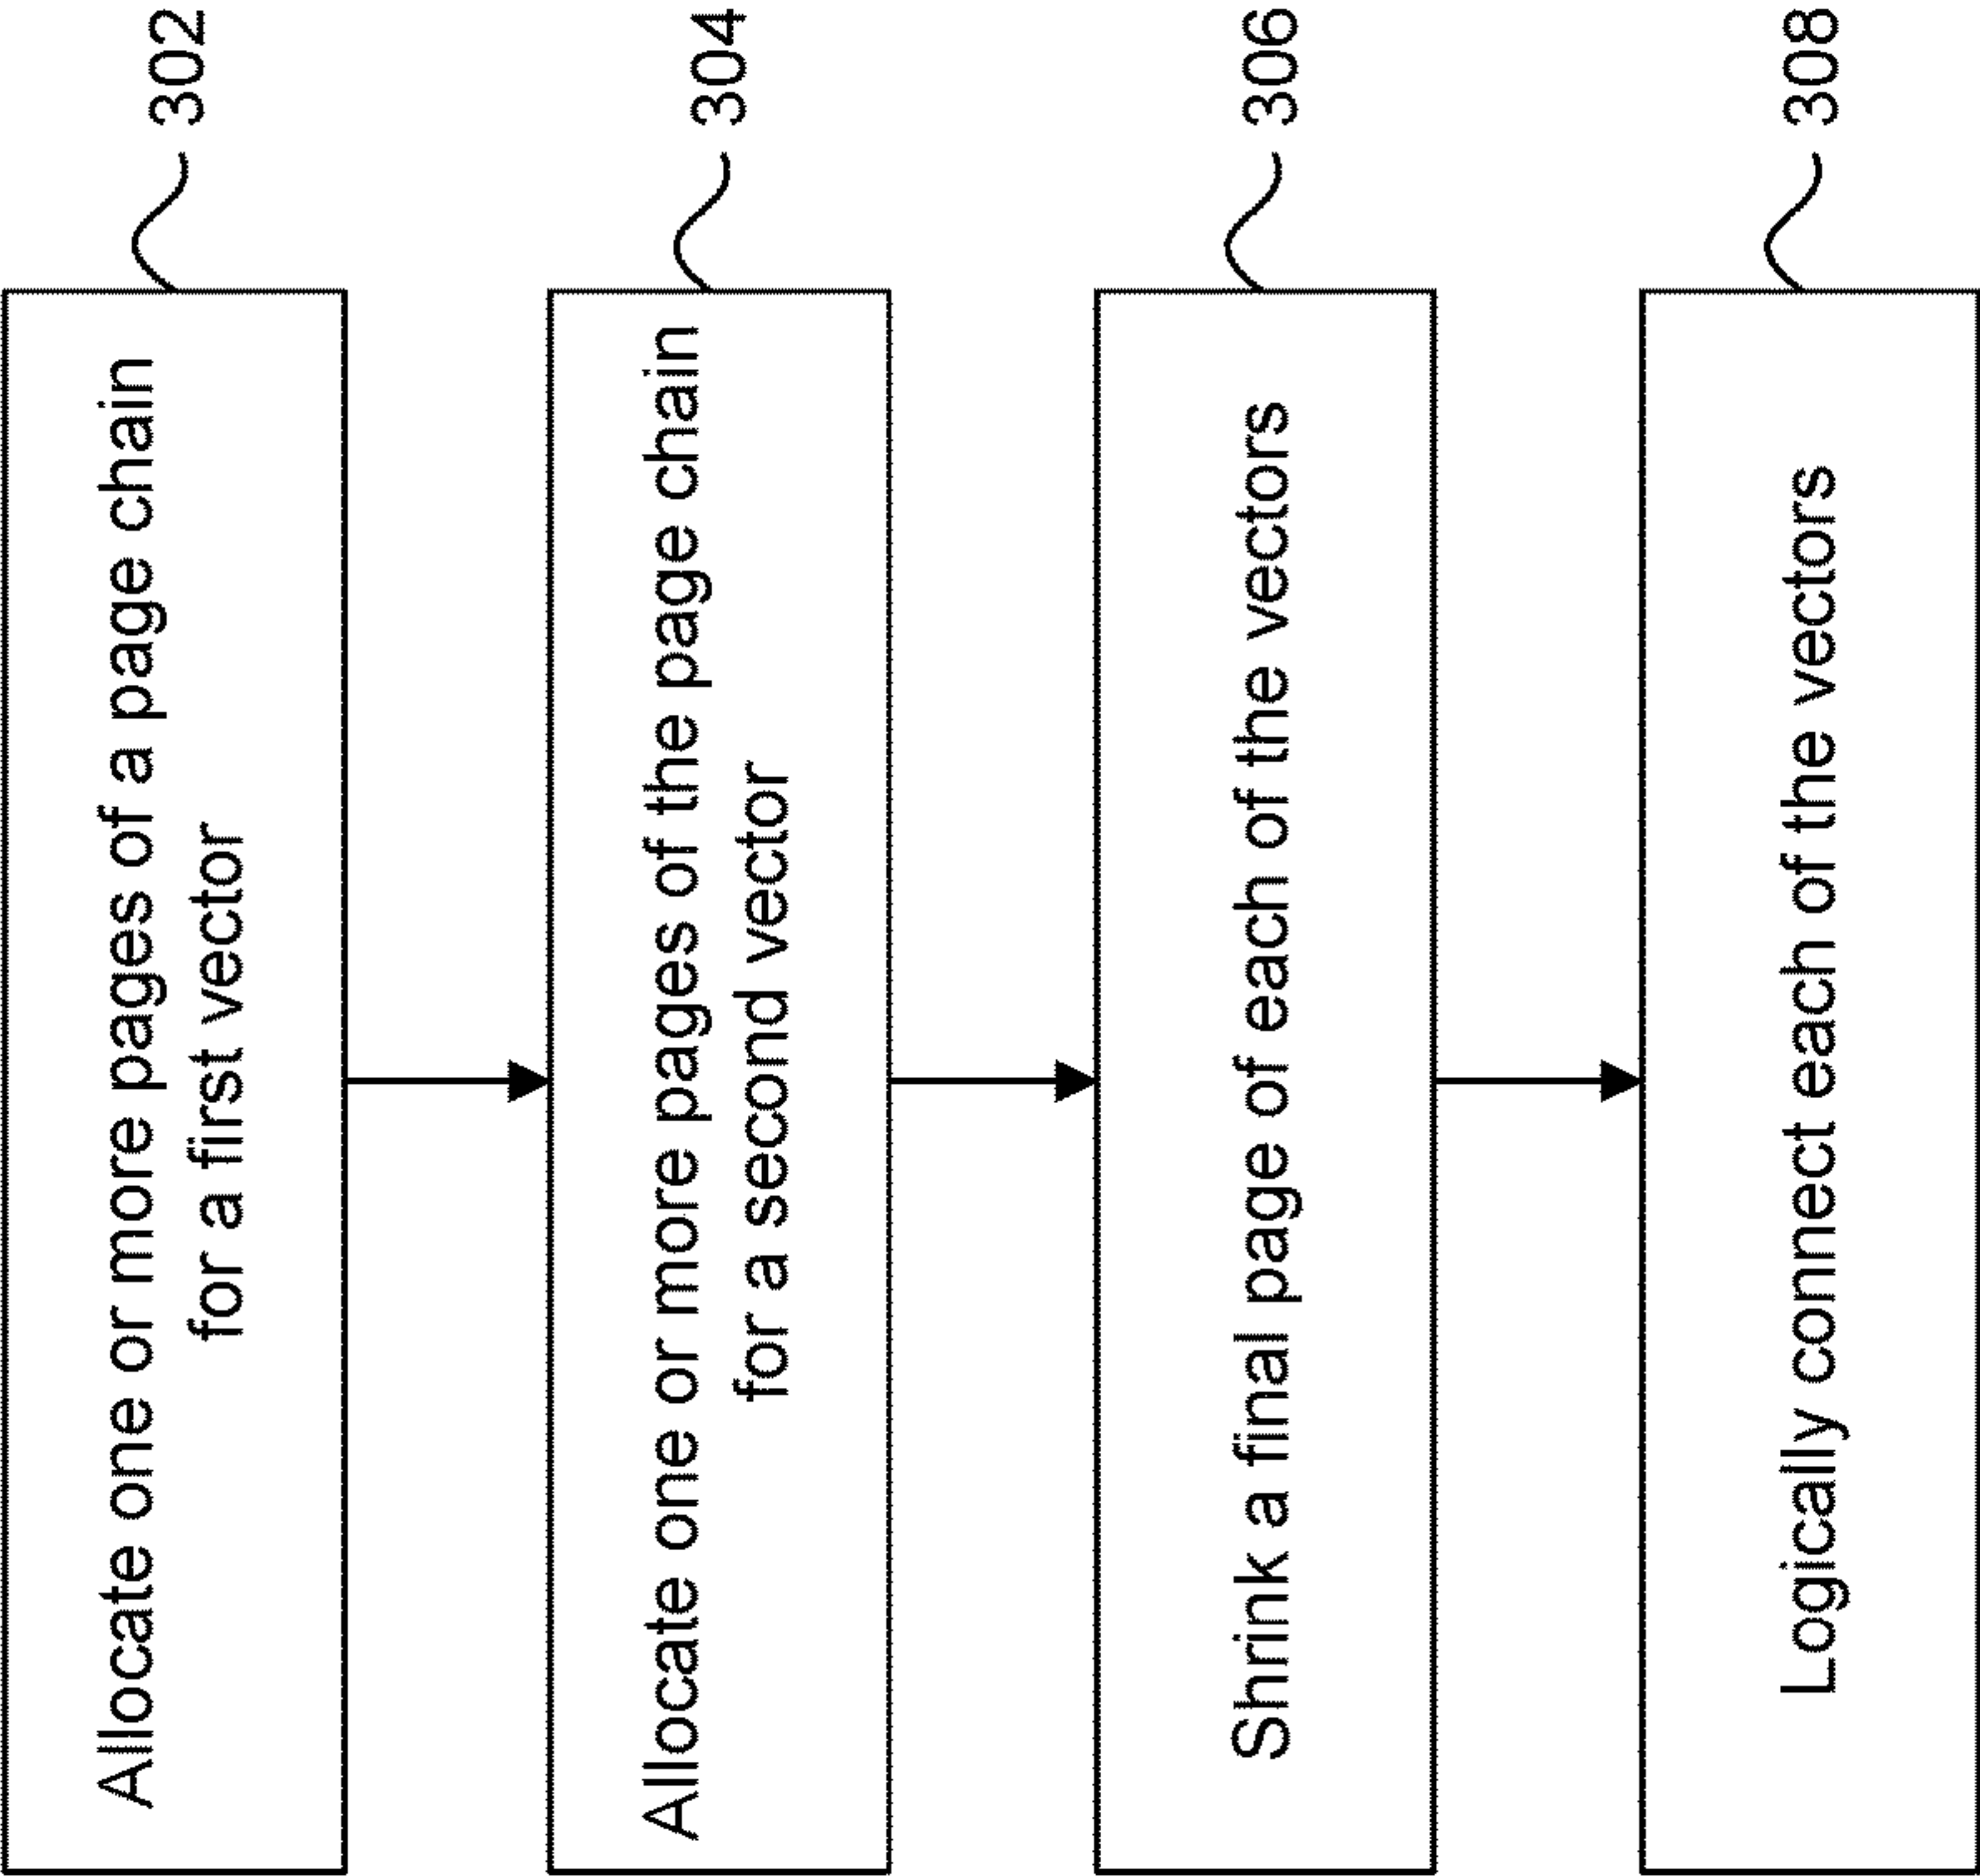 Allocate one or more pages of a page chain
for a first vector
302
Allocate one or more pages of the page chain
for a second vector
304
Shrink a final page of each of the vectors
306
Logically connect each of the vectors
308